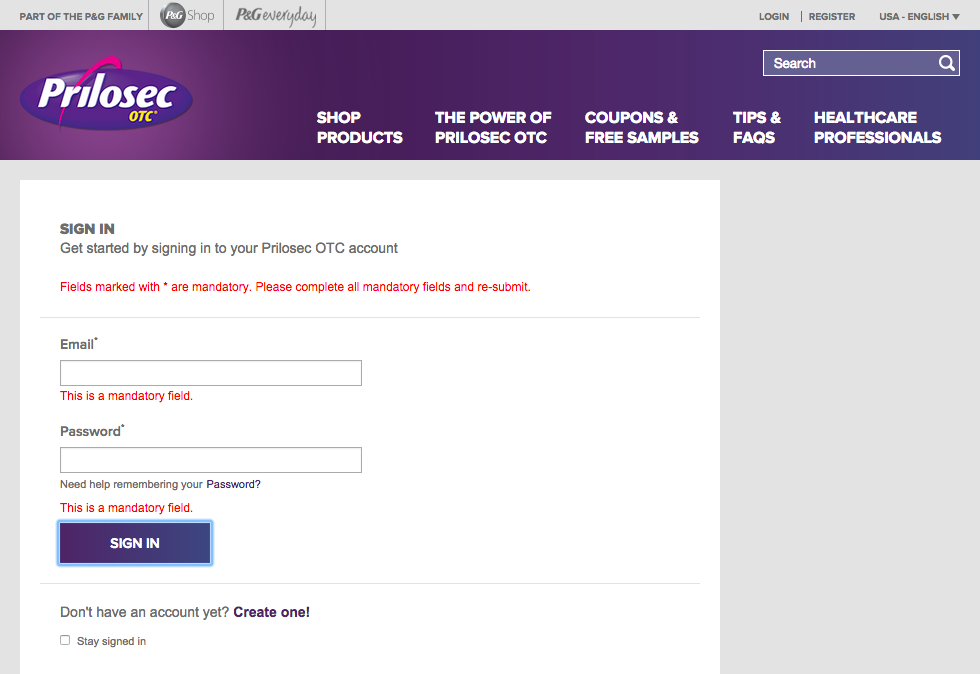 PART OF THE P&G FAMILY
P&G Shop
P&G everyday
LOGIN | REGISTER
USA - ENGLISH
Prilosec
OTC
Search
SHOP
PRODUCTS
THE POWER OF
PRILOSEC OTC
COUPONS &
FREE SAMPLES
TIPS &
FAQS
HEALTHCARE
PROFESSIONALS
SIGN IN
Get started by signing in to your Prilosec OTC account
Fields marked with * are mandatory. Please complete all mandatory fields and re-submit.
Email*
This is a mandatory field.
Password*
Need help remembering your Password?
This is a mandatory field.
SIGN IN
Don't have an account yet? Create one!
Stay signed in